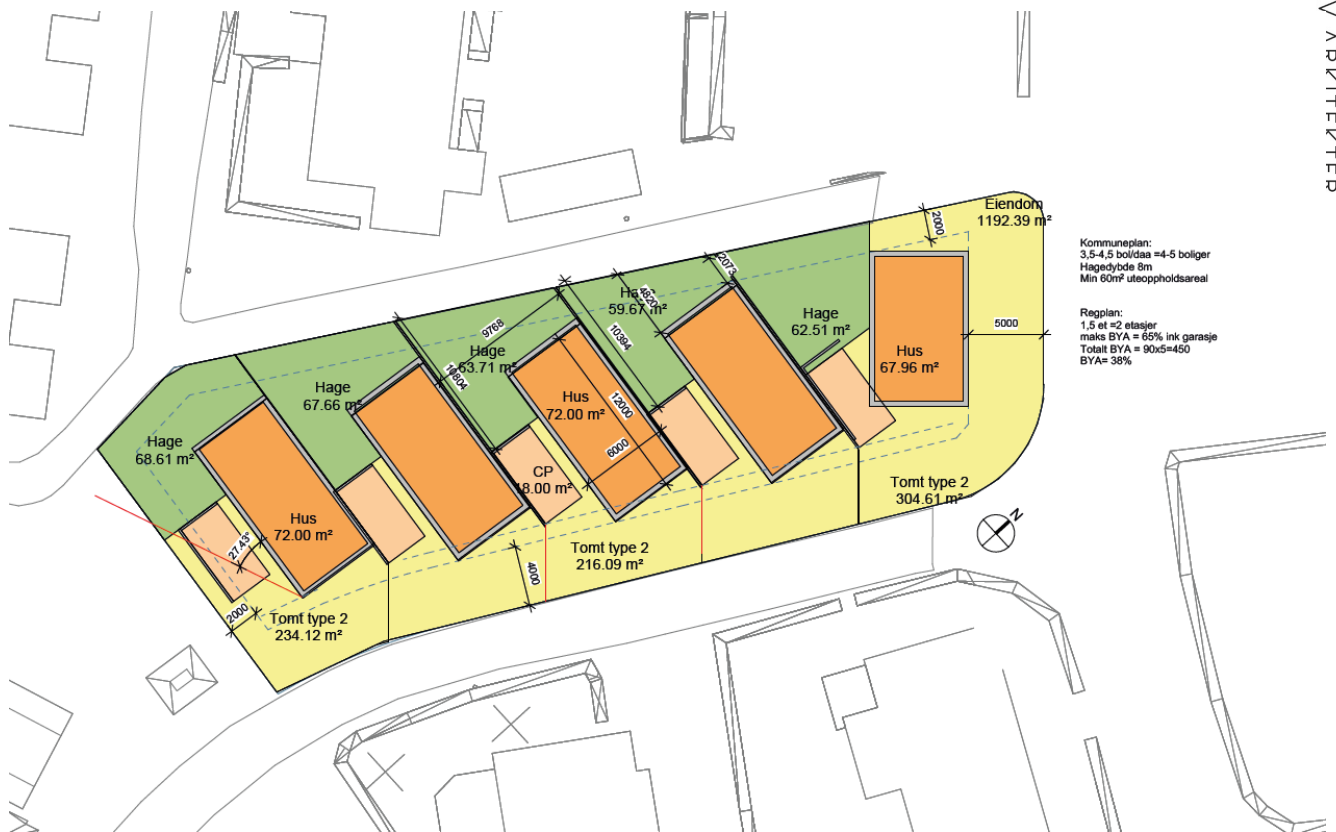 ARKITEKTER
Eiendom
1192.39 m²
2000
Kommuneplan:
3,5-4,5 bol/daa =4-5 boliger
Hagedybde 8m
Min 60m² uteoppholdsareal
Regplan:
1,5 et =2 etasjer
maks BYA = 65% ink garasje
Totalt BYA = 90x5=450
BYA= 38%
2073
4820
59.67 m²
Hage
62.51 m²
5000
9768
10394
Hus
67.96 m²
Hage
63.71 m²
10804
Hage
67.66 m²
Hus
72.00 m²
12000
6000
Hage
68.61 m²
CP
18.00 m²
Tomt type 2
304.61 m²
N
Hus
72.00 m²
27.43°
Tomt type 2
216.09 m²
4000
2000
Tomt type 2
234.12 m²